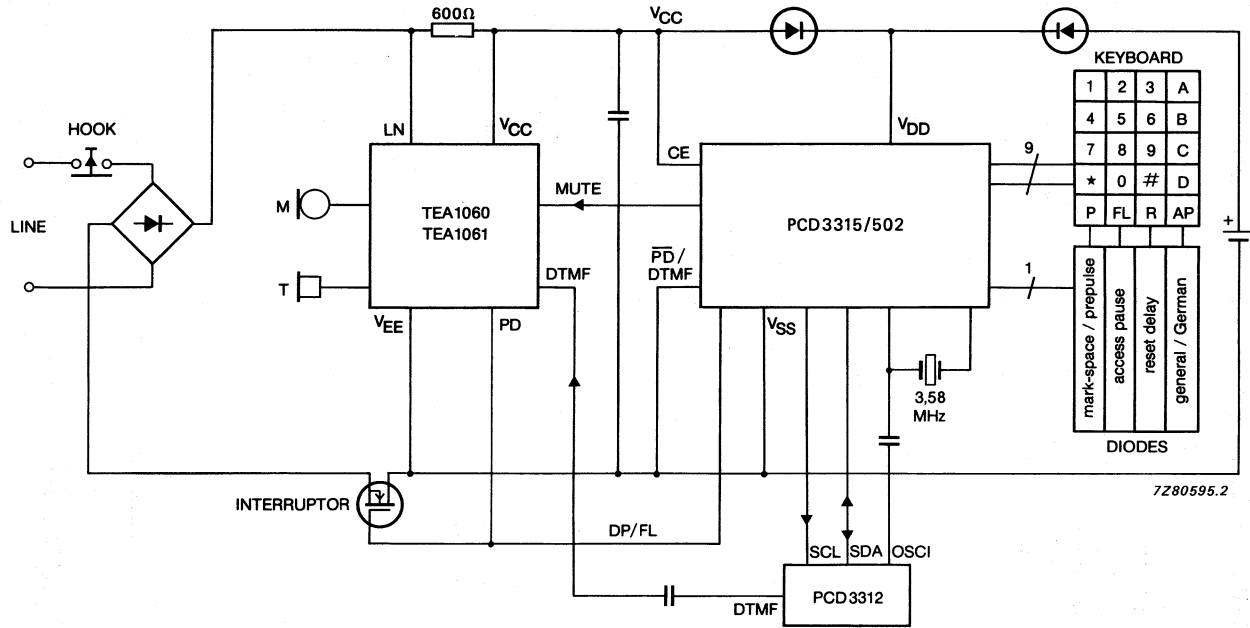 600Ω
VCC
KEYBOARD
1 2 3 A
4 5 6 B
7 8 9 C
* 0 # D
P FL R AP
HOOK
LINE
LN
VCC
VDD
CE
9
M
T
TEA1060
TEA1061
MUTE
PCD3315/502
PD /
DTMF
DTMF
1
+
VEE
PD
VSS
3,58
MHz
mark-space / prepulse
access pause
reset delay
general / German
DIODES
7Z80595.2
INTERRUPTOR
DP/FL
SCL SDA OSCI
DTMF
PCD3312